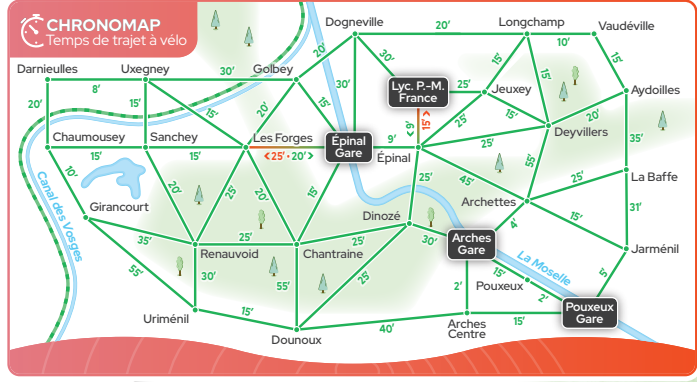 CHRONOMAP
Temps de trajet à vélo
Dogneville
20'
Longchamp
Vaudéville
10'
20'
30'
15'
15'
15'
Darnieulles
Uxegney
30'
Golbey
8'
30'
Lyc. P.-M.
France
25'
Jeuxey
Aydoilles
20'
15'
15'
20'
15'
<9'
15'>
25'
20'
Deyvillers
Chaumousey
Sanchey
Les Forges
Épinal
Gare
9'
Épinal
15'
35'
15'
15'
<25' • 20'>
25'
55'
10'
20'
25'
20'
15'
25'
45'
25'
La Baffe
Canal des Vosges
Girancourt
Dinozé
Archettes
31'
35'
25'
25'
30'
4'
15'
Renauvoid
Chantraine
Arches
Gare
Jarménil
La Moselle
55'
30'
55'
25'
2'
Pouxeux
15'
2'
5'
Uriménil
15'
Dounoux
40'
Arches
Centre
15'
Pouxeux
Gare